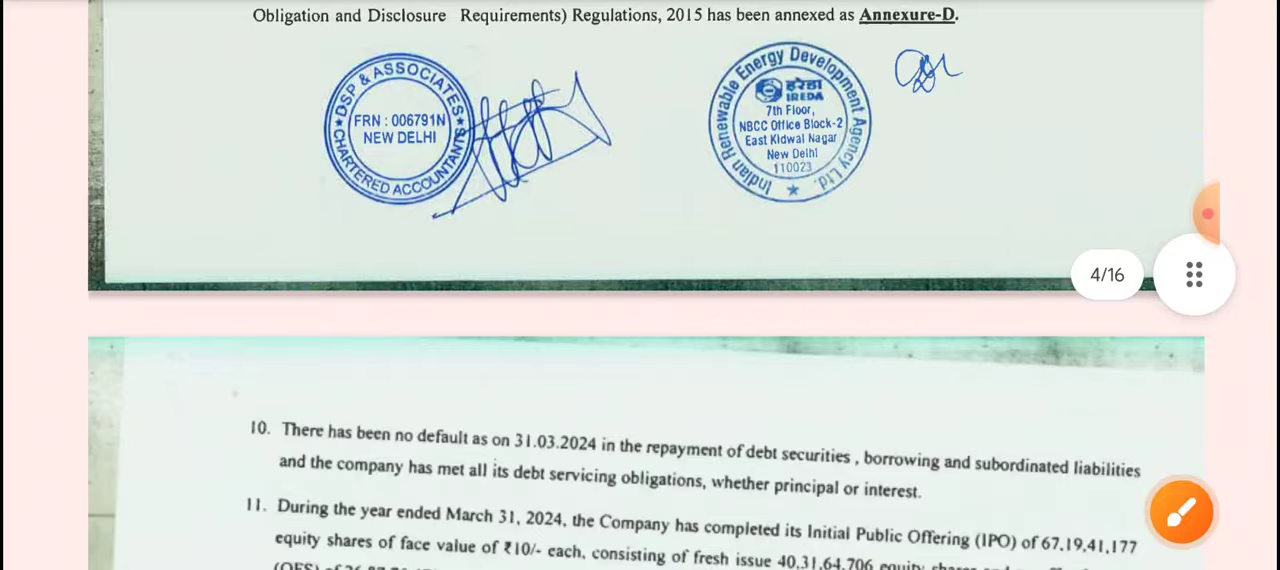 Obligation and Disclosure Requirements) Regulations, 2015 has been annexed as Annexure-D.
★ DSP & ASSOCIATES ★ CHARTERED ACCOUNTANTS
FRN : 006791N
NEW DELHI
Indian Renewable Energy Development Agency Ltd. ★
इरेडा
IREDA
7th Floor,
NBCC Office Block-2
East Kidwal Nagar
New Delhi
110023
4/16
10. There has been no default as on 31.03.2024 in the repayment of debt securities , borrowing and subordinated liabilities
and the company has met all its debt servicing obligations, whether principal or interest.
11. During the year ended March 31, 2024, the Company has completed its Initial Public Offering (IPO) of 67,19,41,177
equity shares of face value of ₹10/- each, consisting of fresh issue 40,31,64,706 equity